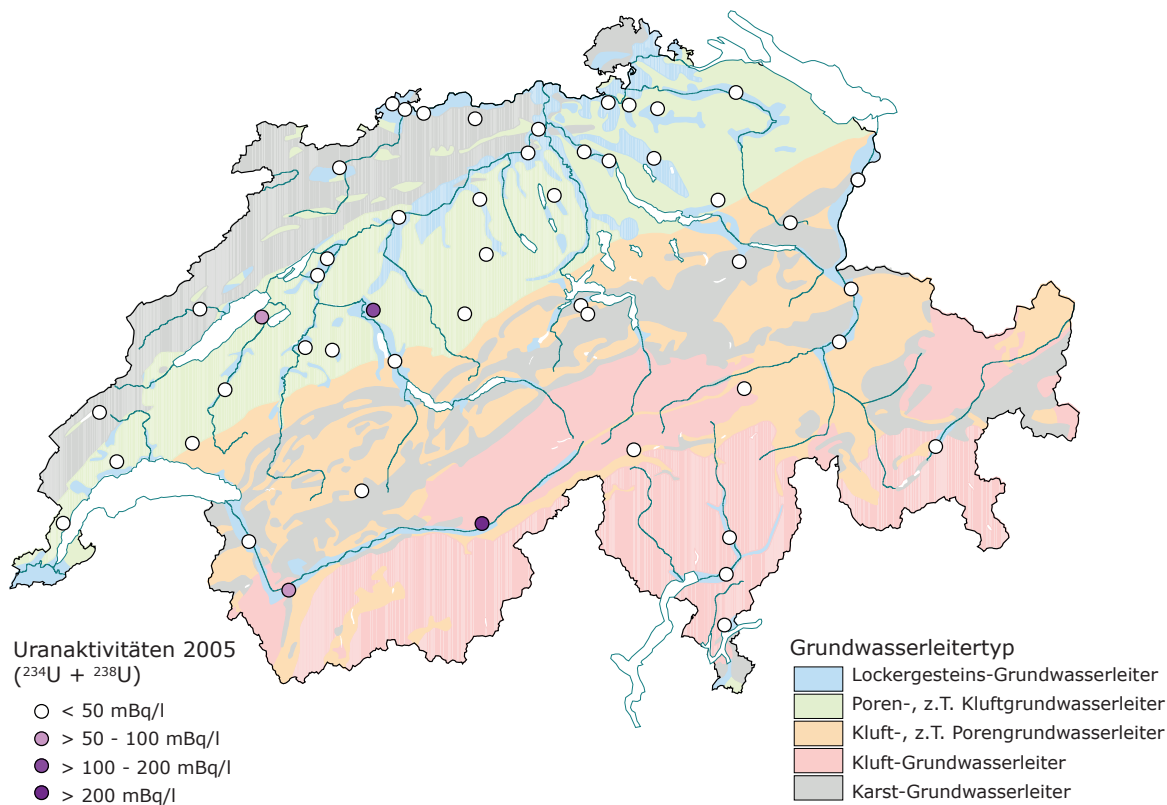 Uranaktivitäten 2005
(²³⁴U + ²³⁸U)
< 50 mBq/l
> 50 - 100 mBq/l
> 100 - 200 mBq/l
> 200 mBq/l
Grundwasserleitertyp
Lockergesteins-Grundwasserleiter
Poren-, z.T. Kluftgrundwasserleiter
Kluft-, z.T. Porengrundwasserleiter
Kluft-Grundwasserleiter
Karst-Grundwasserleiter